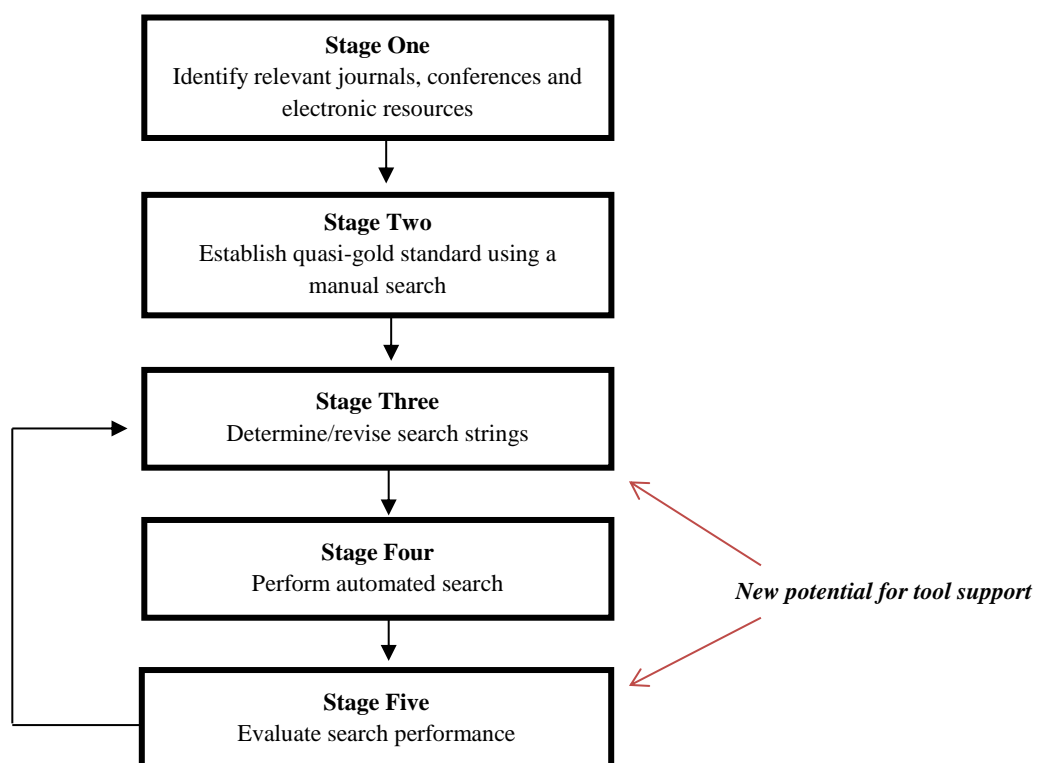 Stage One
Identify relevant journals, conferences and
electronic resources
Stage Two
Establish quasi-gold standard using a
manual search
Stage Three
Determine/revise search strings
Stage Four
Perform automated search
New potential for tool support
Stage Five
Evaluate search performance